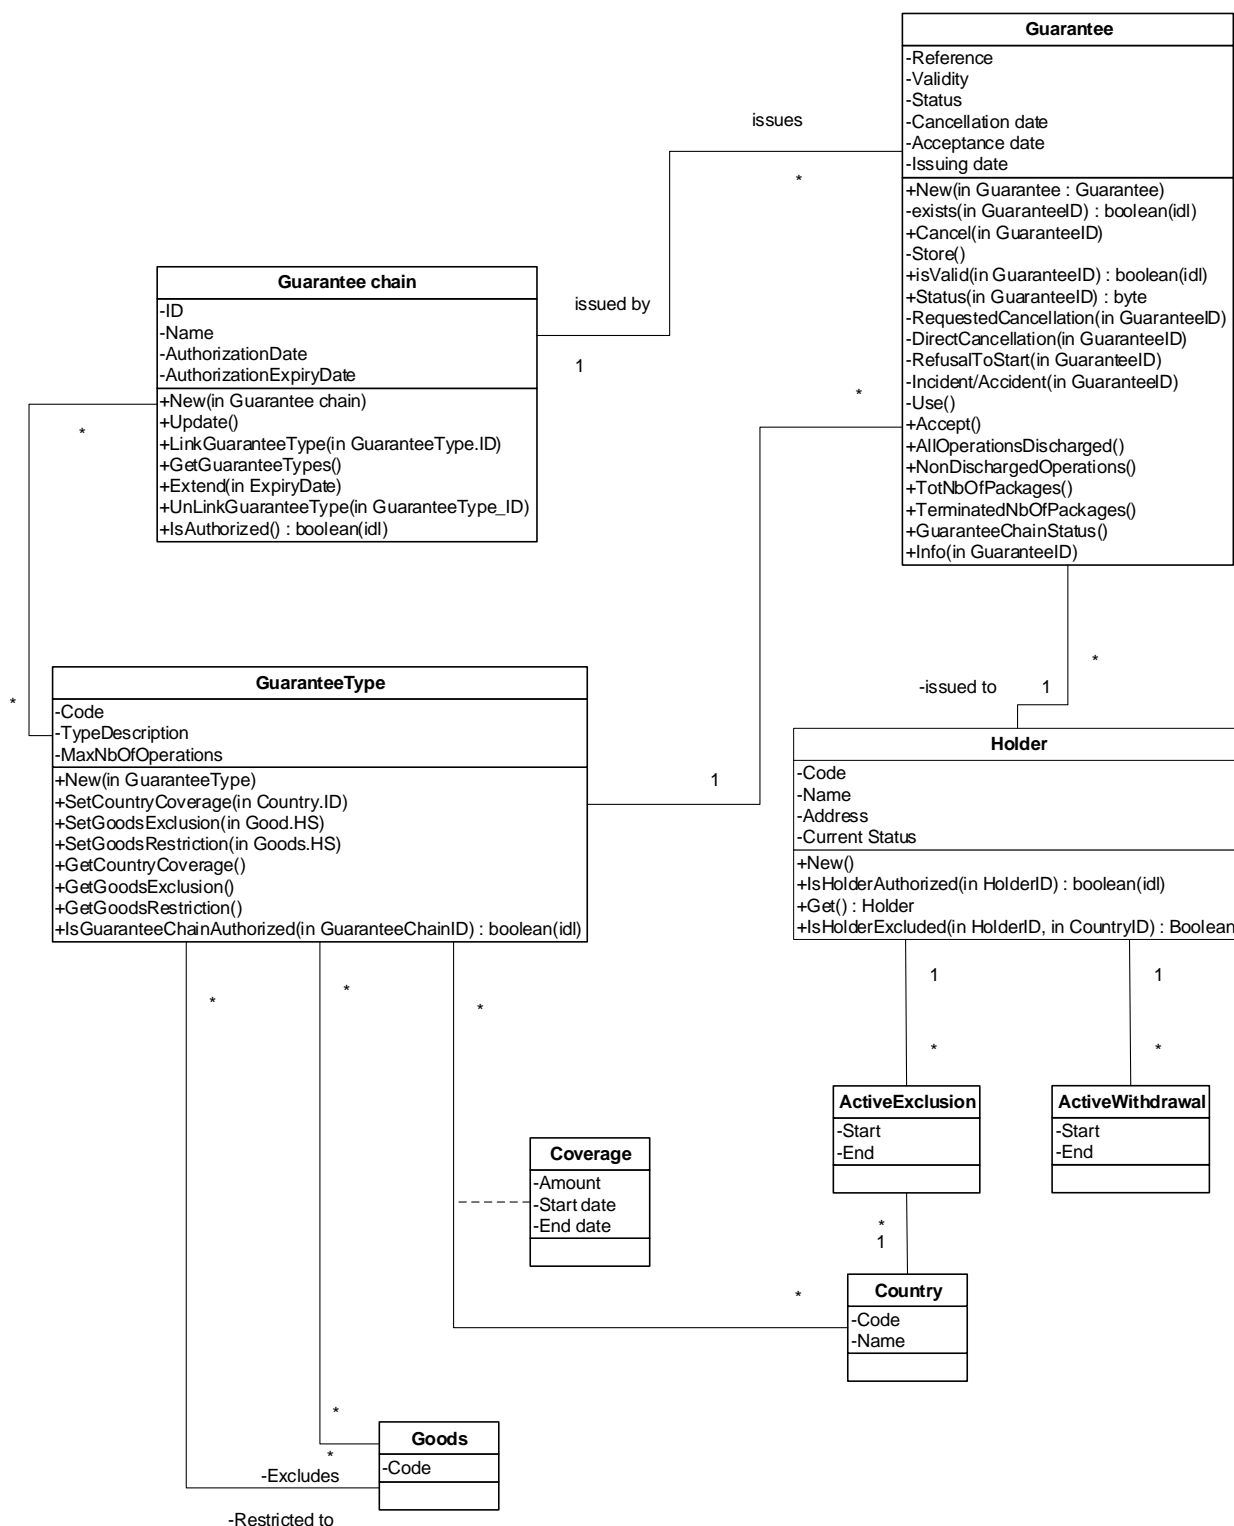 Guarantee
-Reference
-Validity
-Status
-Cancellation date
-Acceptance date
-Issuing date
+New(in Guarantee : Guarantee)
-exists(in GuaranteeID) : boolean(idl)
+Cancel(in GuaranteeID)
-Store()
+isValid(in GuaranteeID) : boolean(idl)
+Status(in GuaranteeID) : byte
-RequestedCancellation(in GuaranteeID)
-DirectCancellation(in GuaranteeID)
-RefusalToStart(in GuaranteeID)
-Incident/Accident(in GuaranteeID)
-Use()
+Accept()
+AllOperationsDischarged()
+NonDischargedOperations()
+TotNbOfPackages()
+TerminatedNbOfPackages()
+GuaranteeChainStatus()
+Info(in GuaranteeID)
issues
*
Guarantee chain
-ID
-Name
-AuthorizationDate
-AuthorizationExpiryDate
+New(in Guarantee chain)
+Update()
+LinkGuaranteeType(in GuaranteeType.ID)
+GetGuaranteeTypes()
+Extend(in ExpiryDate)
+UnLinkGuaranteeType(in GuaranteeType_ID)
+IsAuthorized() : boolean(idl)
issued by
1
*
*
*
1
GuaranteeType
-Code
-TypeDescription
-MaxNbOfOperations
+New(in GuaranteeType)
+SetCountryCoverage(in Country.ID)
+SetGoodsExclusion(in Good.HS)
+SetGoodsRestriction(in Goods.HS)
+GetCountryCoverage()
+GetGoodsExclusion()
+GetGoodsRestriction()
+IsGuaranteeChainAuthorized(in GuaranteeChainID) : boolean(idl)
*
-issued to 1
Holder
-Code
-Name
-Address
-Current Status
+New()
+IsHolderAuthorized(in HolderID) : boolean(idl)
+Get() : Holder
+IsHolderExcluded(in HolderID, in CountryID) : Boolean
1
1
*
*
*
*
*
ActiveExclusion
-Start
-End
ActiveWithdrawal
-Start
-End
Coverage
-Amount
-Start date
-End date
*
1
*
Country
-Code
-Name
*
*
Goods
-Code
-Excludes
-Restricted to